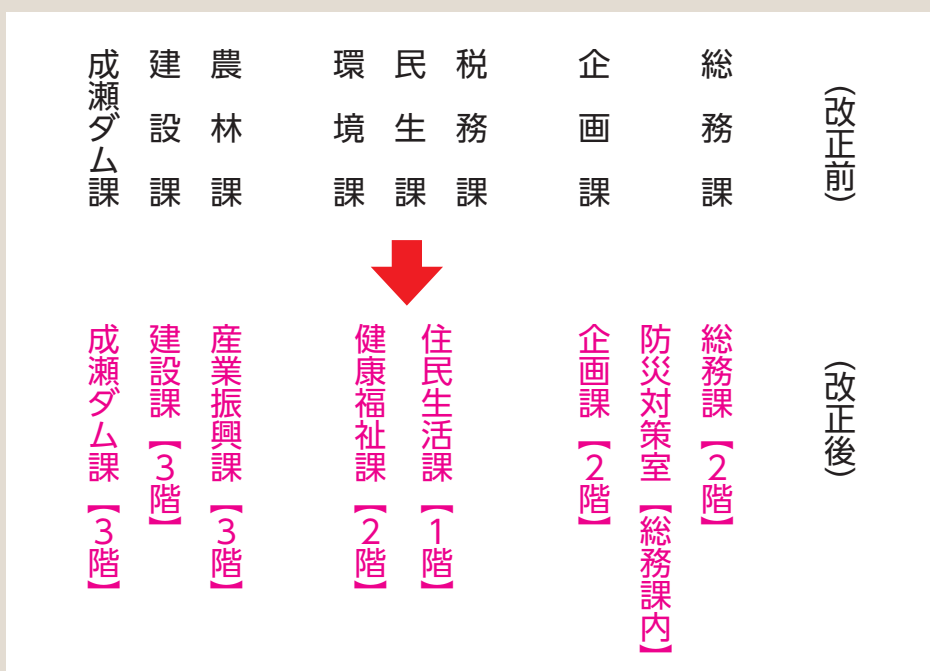 （改正前）
総務課
企画課
税務課
民生課
環境課
農林課
建設課
成瀬ダム課
（改正後）
総務課【2階】
防災対策室【総務課内】
企画課【2階】
住民生活課【1階】
健康福祉課【2階】
産業振興課【3階】
建設課【3階】
成瀬ダム課【3階】